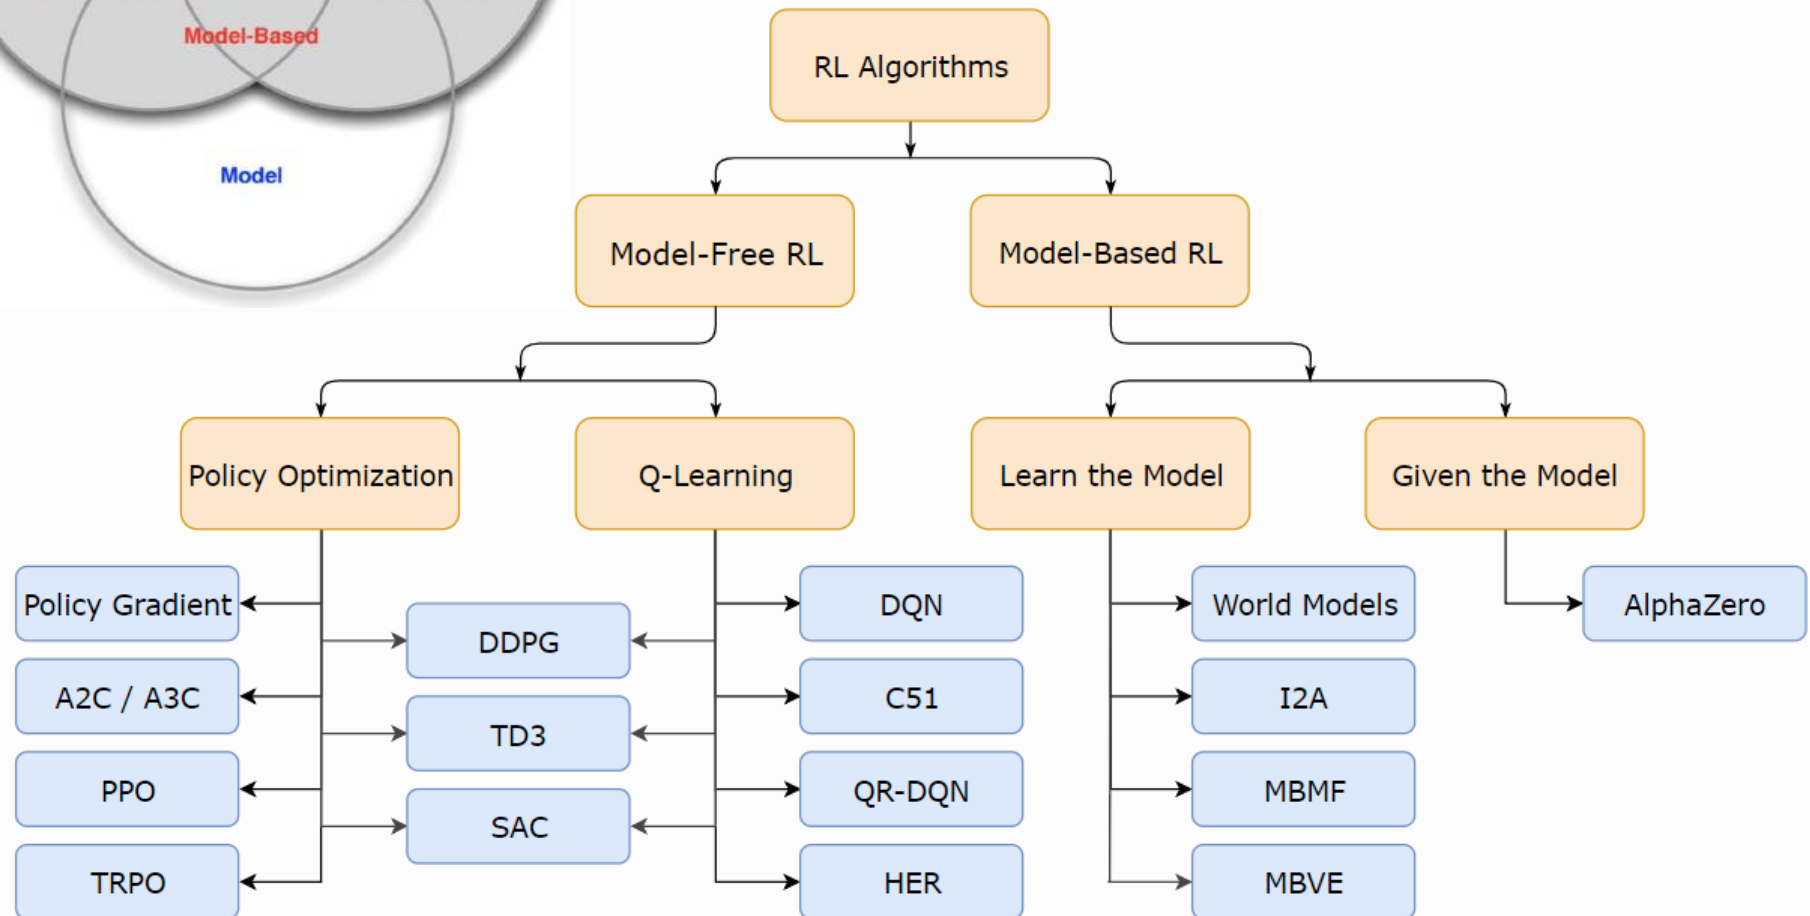 Model-Based
Model
RL Algorithms
Model-Free RL
Model-Based RL
Policy Optimization
Q-Learning
Learn the Model
Given the Model
Policy Gradient
DQN
World Models
AlphaZero
DDPG
A2C / A3C
C51
I2A
TD3
PPO
QR-DQN
MBMF
SAC
TRPO
HER
MBVE